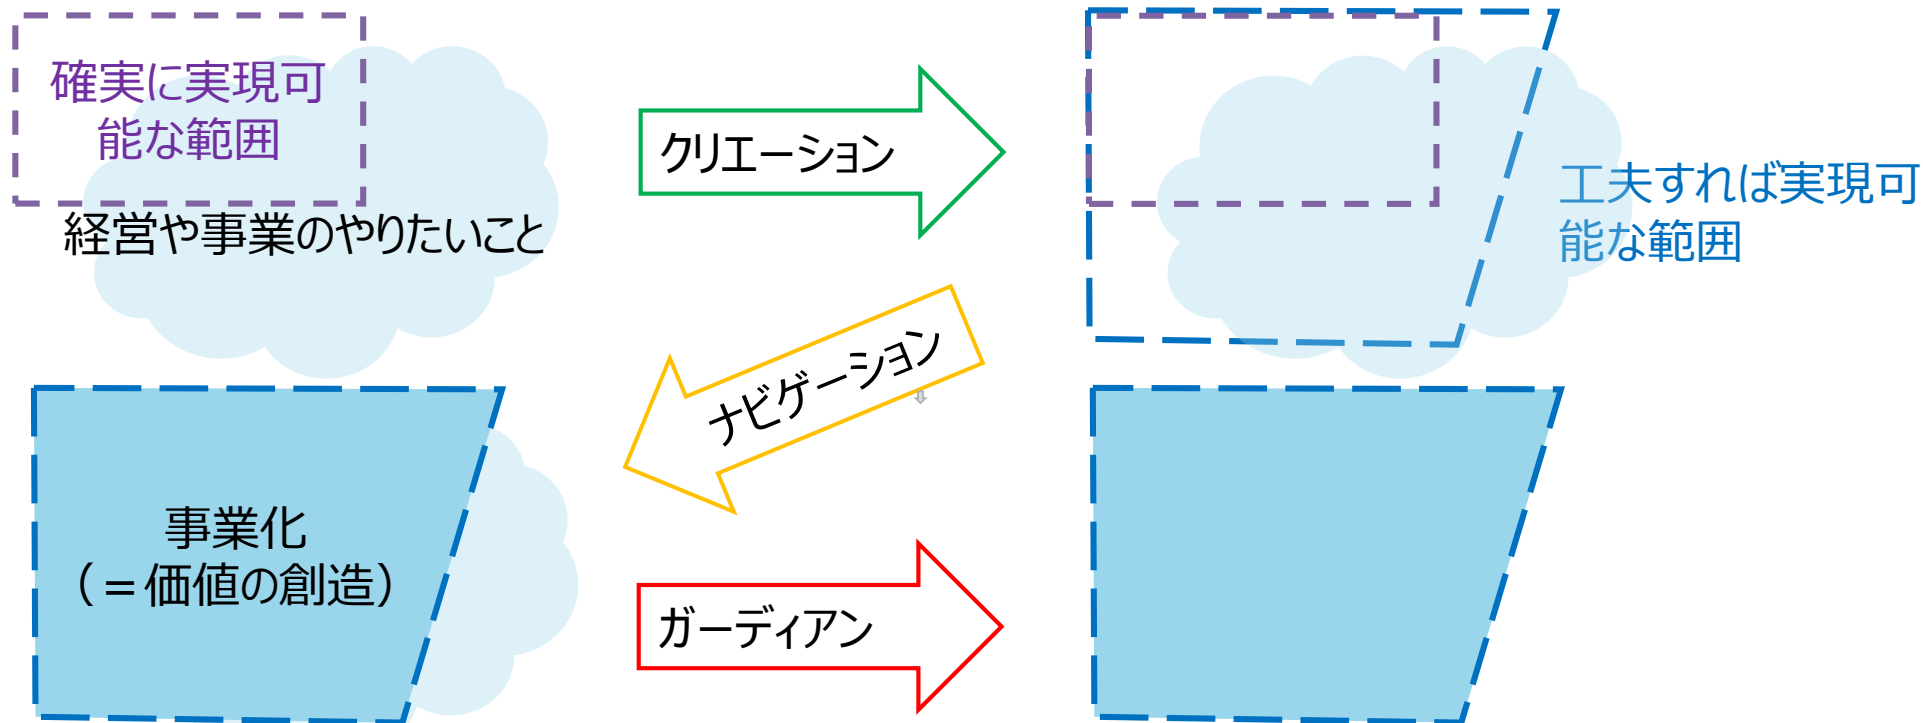 確実に実現可
能な範囲
経営や事業のやりたいこと
クリエーション
工夫すれば実現可
能な範囲
ナビゲーション
事業化
（＝価値の創造）
ガーディアン